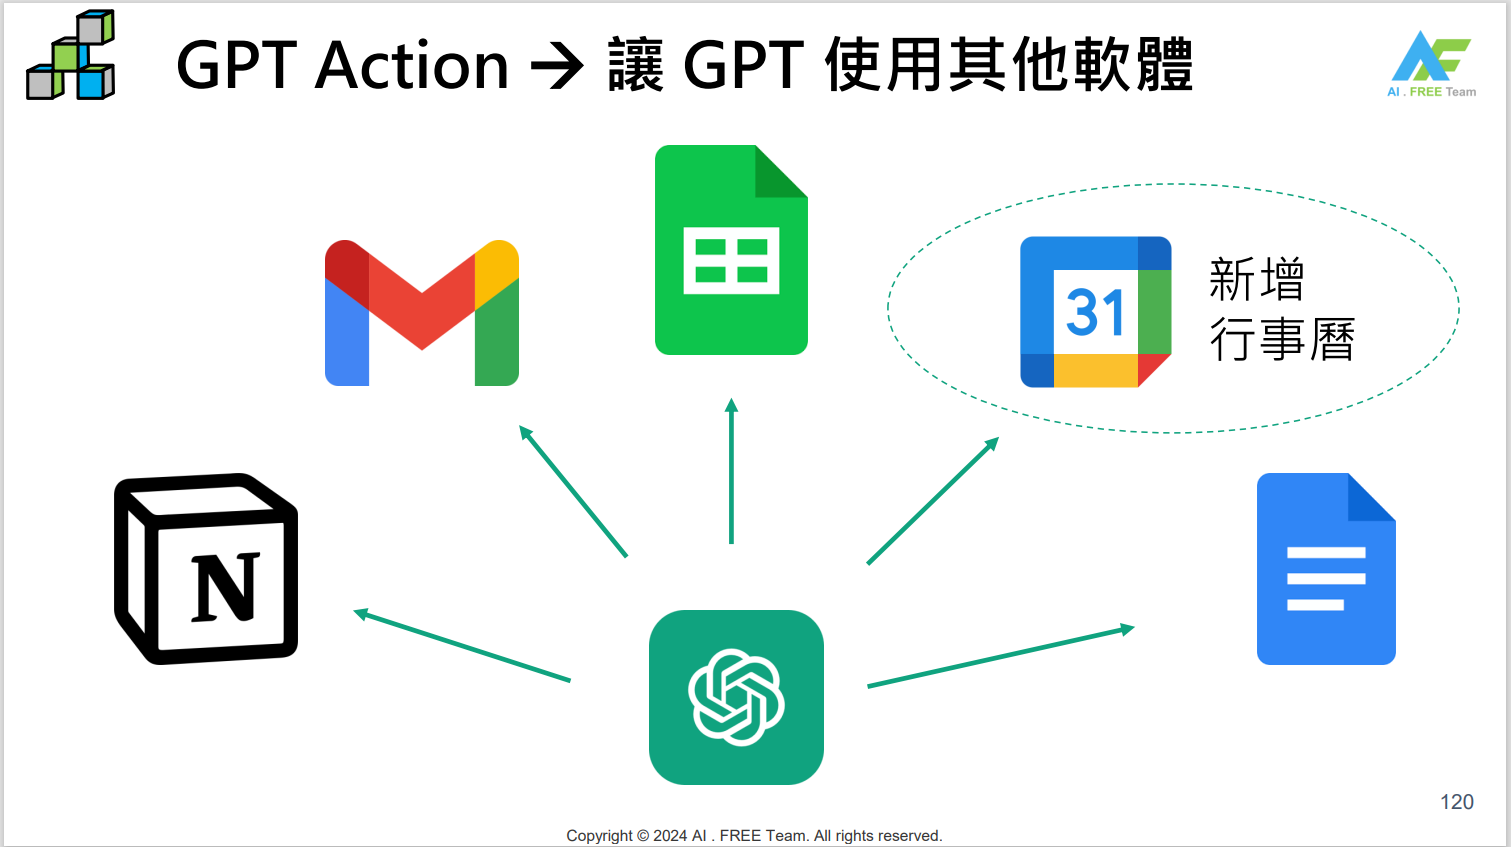 GPT Action → 讓 GPT 使用其他軟體
AI . FREE Team
31
新增
行事曆
N
120
Copyright © 2024 AI . FREE Team. All rights reserved.